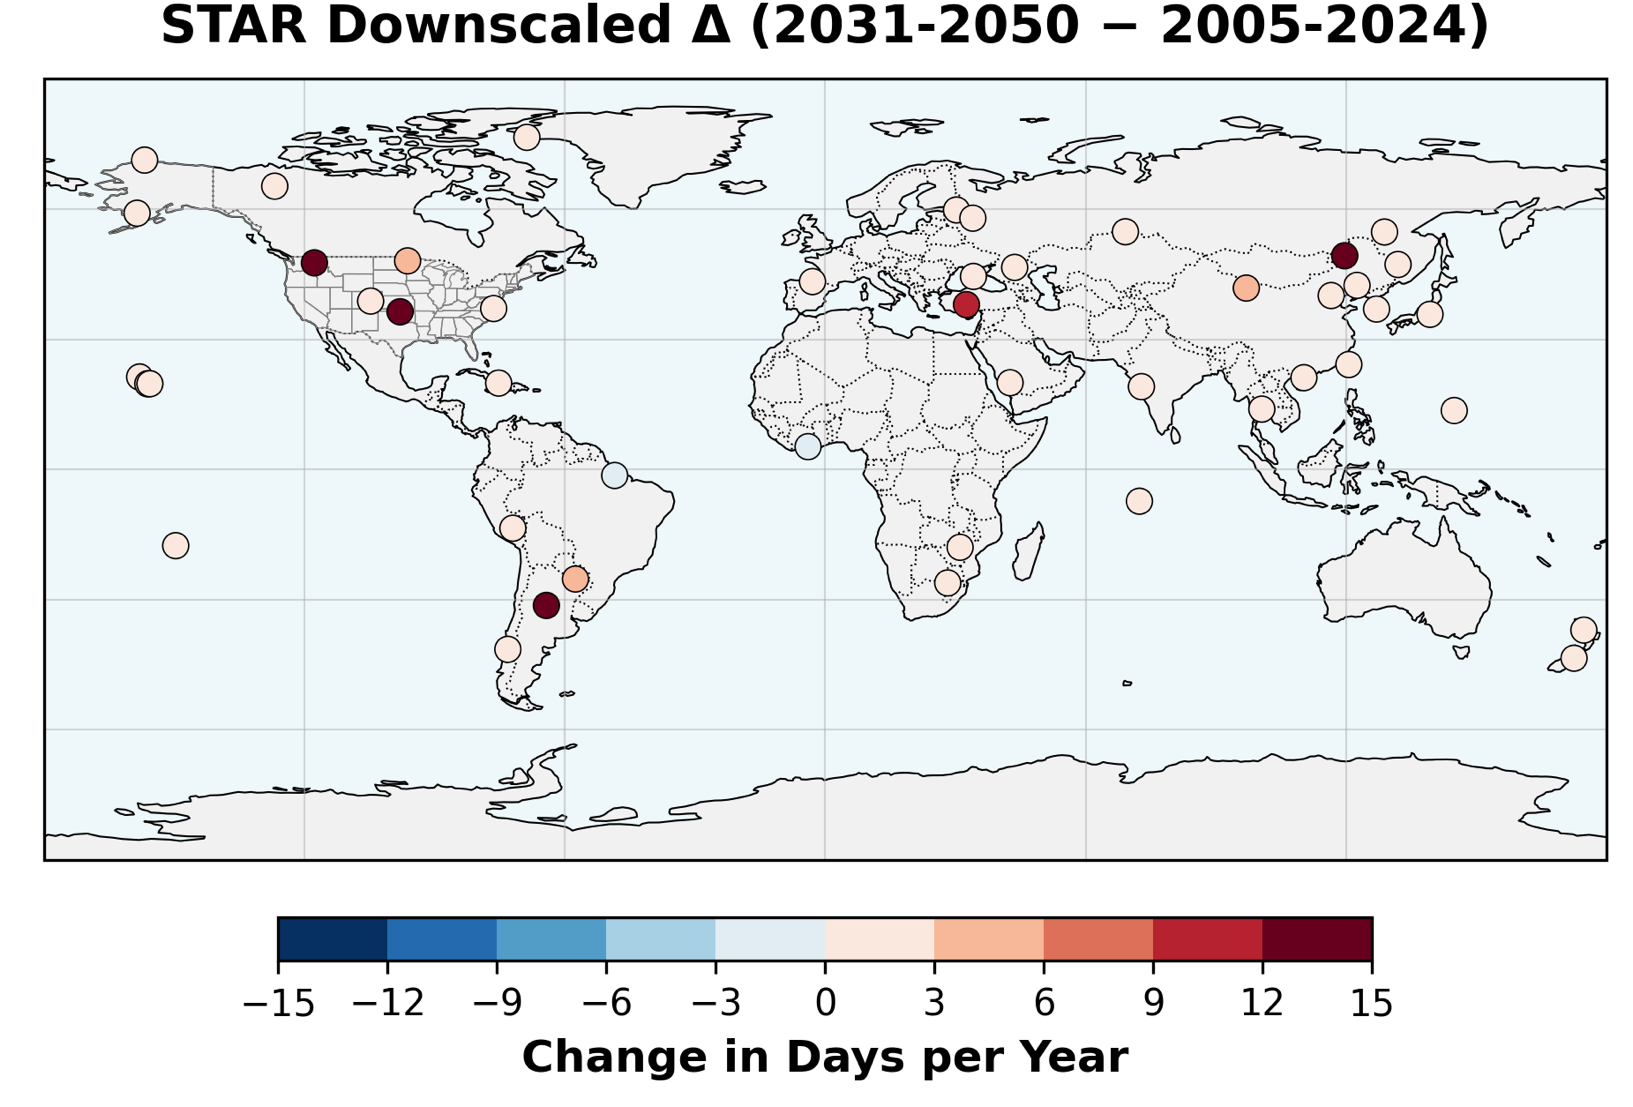 STAR Downscaled Δ (2031-2050 − 2005-2024)
−15 −12 −9 −6 −3 0 3 6 9 12 15
Change in Days per Year